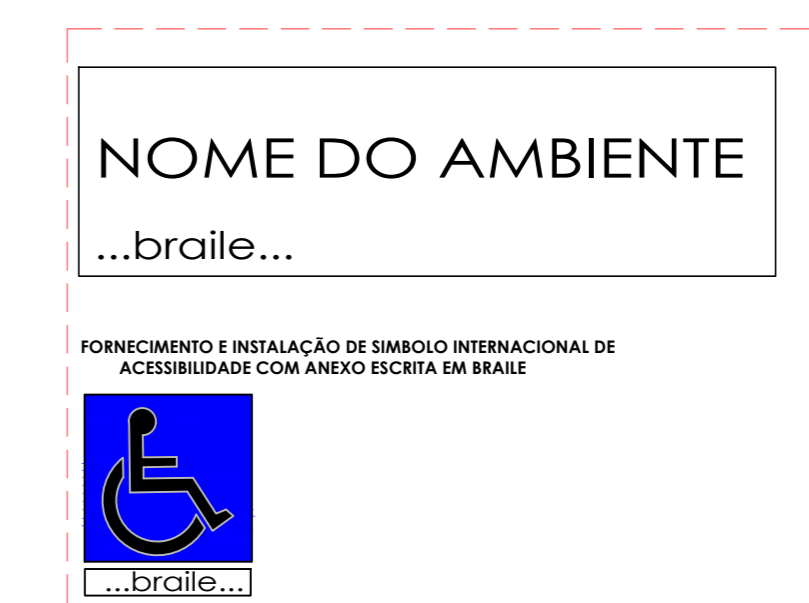 NOME DO AMBIENTE
...braile...
FORNECIMENTO E INSTALAÇÃO DE SIMBOLO INTERNACIONAL DE
ACESSIBILIDADE COM ANEXO ESCRITA EM BRAILE
...braile...